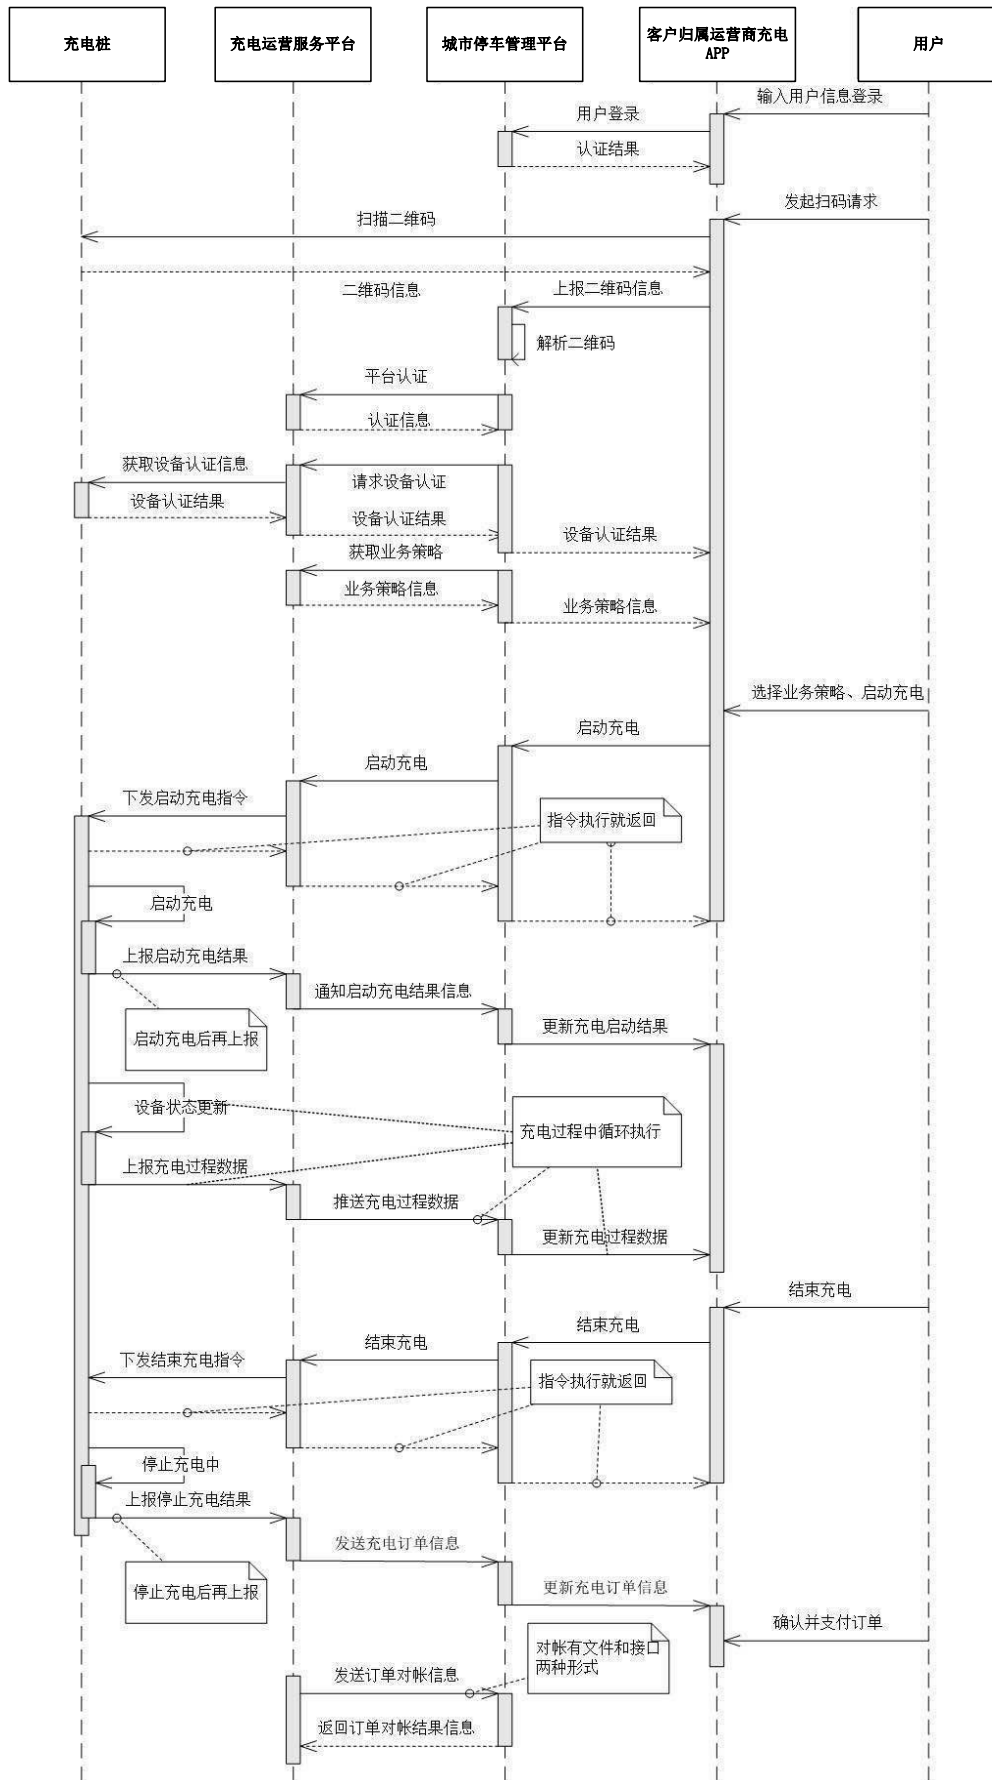 充电桩
充电运营服务平台
城市停车管理平台
客户归属运营商充电
APP
用户
输入用户信息登录
用户登录
认证结果
发起扫码请求
扫描二维码
二维码信息
上报二维码信息
解析二维码
平台认证
认证信息
获取设备认证信息
请求设备认证
设备认证结果
设备认证结果
设备认证结果
获取业务策略
业务策略信息
业务策略信息
选择业务策略、启动充电
启动充电
启动充电
下发启动充电指令
指令执行就返回
启动充电
上报启动充电结果
通知启动充电结果信息
更新充电启动结果
启动充电后再上报
设备状态更新
充电过程中循环执行
上报充电过程数据
推送充电过程数据
更新充电过程数据
结束充电
结束充电
结束充电
下发结束充电指令
指令执行就返回
停止充电中
上报停止充电结果
发送充电订单信息
停止充电后再上报
更新充电订单信息
确认并支付订单
对帐有文件和接口
两种形式
发送订单对帐信息
返回订单对帐结果信息